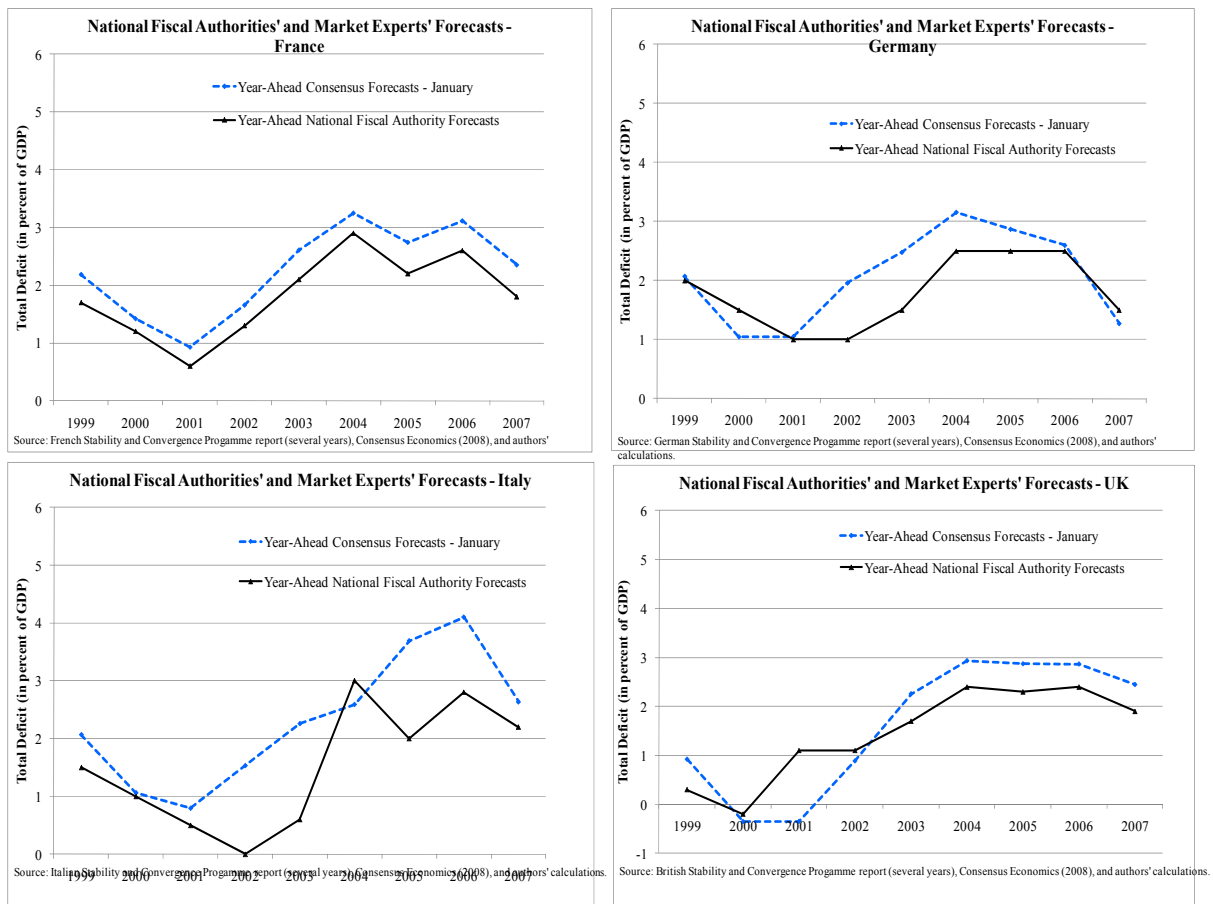 National Fiscal Authorities' and Market Experts' Forecasts -
France
Total Deficit (in percent of GDP)
6
5
4
3
2
1
0
Year-Ahead Consensus Forecasts - January
Year-Ahead National Fiscal Authority Forecasts
1999 2000 2001 2002 2003 2004 2005 2006 2007
Source: French Stability and Convergence Progamme report (several years), Consensus Economics (2008), and authors'
National Fiscal Authorities' and Market Experts' Forecasts -
Germany
Total Deficit (in percent of GDP)
6
5
4
3
2
1
0
Year-Ahead Consensus Forecasts - January
Year-Ahead National Fiscal Authority Forecasts
1999 2000 2001 2002 2003 2004 2005 2006 2007
Source: German Stability and Convergence Progamme report (several years), Consensus Economics (2008), and authors'
calculations.
National Fiscal Authorities' and Market Experts' Forecasts - Italy
Total Deficit (in percent of GDP)
6
5
4
3
2
1
0
Year-Ahead Consensus Forecasts - January
Year-Ahead National Fiscal Authority Forecasts
1999 2000 2001 2002 2003 2004 2005 2006 2007
Source: Italian Stability and Convergence Progamme report (several years), Consensus Economics (2008), and authors' calculations.
National Fiscal Authorities' and Market Experts' Forecasts - UK
Total Deficit (in percent of GDP)
6
5
4
3
2
1
0
-1
Year-Ahead Consensus Forecasts - January
Year-Ahead National Fiscal Authority Forecasts
1999 2000 2001 2002 2003 2004 2005 2006 2007
Source: British Stability and Convergence Progamme report (several years), Consensus Economics (2008), and authors' calculations.